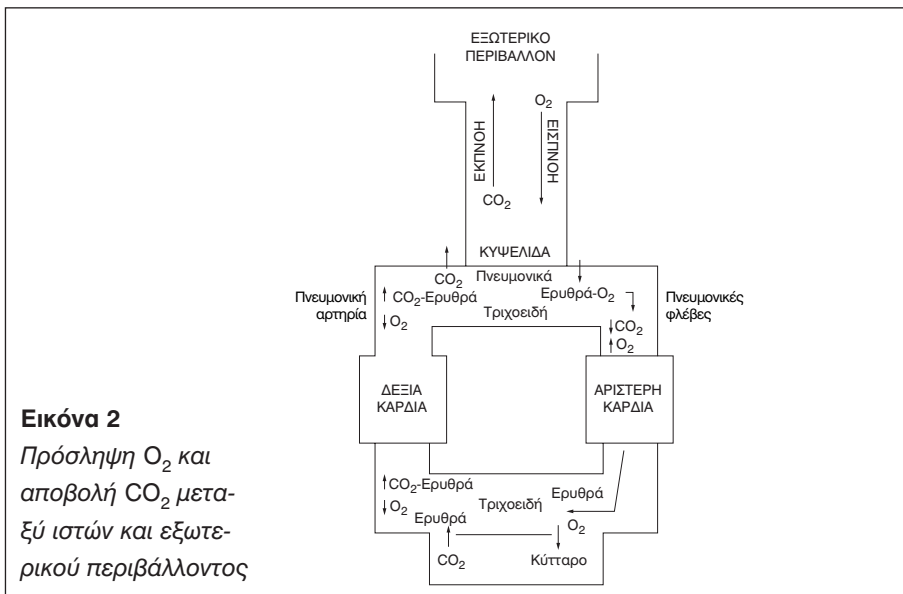 ΕΞΩΤΕΡΙΚΟ
ΠΕΡΙΒΑΛΛΟΝ
O2
ΕΚΠΝΟΗ
ΕΙΣΠΝΟΗ
CO2
ΚΥΨΕΛΙΔΑ
Πνευμονικά
CO2
Πνευμονική
αρτηρία
CO2-Ερυθρά
O2
Ερυθρά-O2
Πνευμονικές
φλέβες
Τριχοειδή
CO2
O2
ΔΕΞΙΑ
ΚΑΡΔΙΑ
ΑΡΙΣΤΕΡΗ
ΚΑΡΔΙΑ
CO2-Ερυθρά
O2
Τριχοειδή
Ερυθρά
Ερυθρά
O2
CO2
Κύτταρο
Εικόνα 2
Πρόσληψη O2 και
αποβολή CO2 μετα-
ξύ ιστών και εξωτε-
ρικού περιβάλλοντος